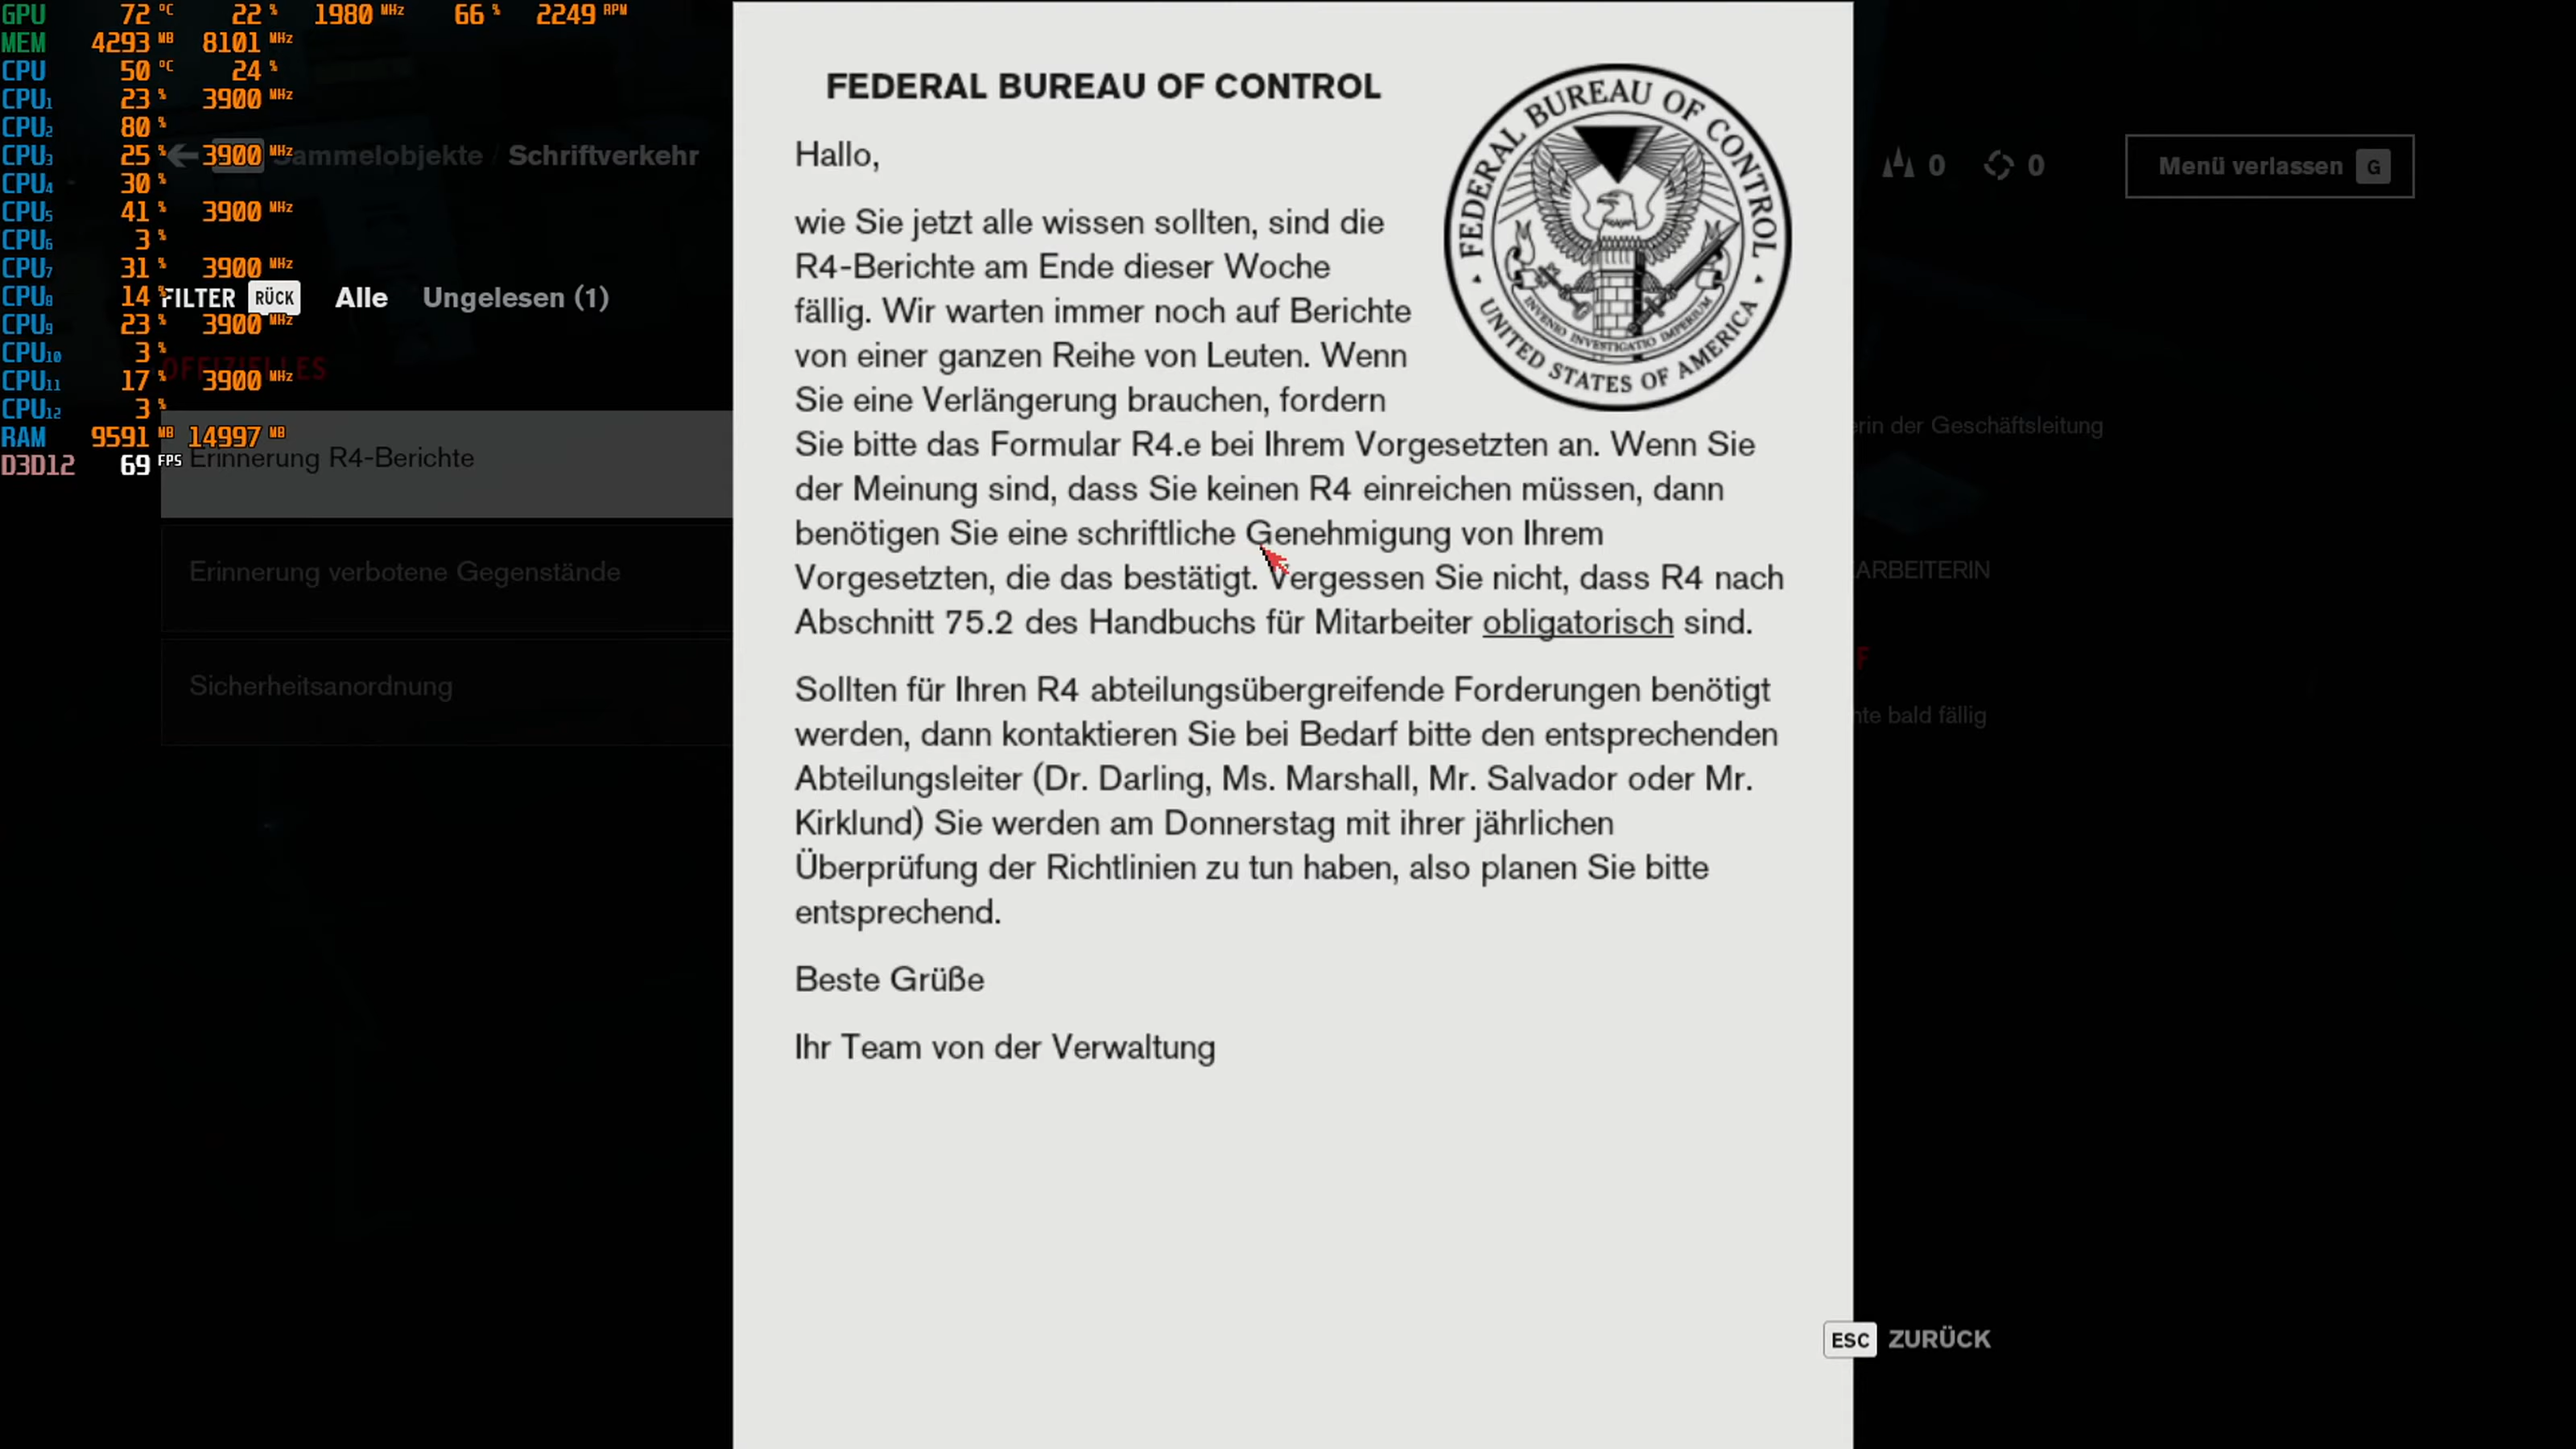 GPU 72 °C 22 % 1980 MHz 66 % 2249 RPM
MEM 4293 MB 8101 MHz
CPU 50 °C 24 %
CPU1 23 % 3900 MHz
CPU2 80 %
CPU3 25 % 3900 MHz
CPU4 30 %
CPU5 41 % 3900 MHz
CPU6 3 %
CPU7 31 % 3900 MHz
CPU8 14 %
CPU9 23 % 3900 MHz
CPU10 3 %
CPU11 17 % 3900 MHz
CPU12 3 %
RAM 9591 MB 14997 MB
D3D12 69 FPS
Sammelobjekte / Schriftverkehr
FILTER RÜCK Alle Ungelesen (1)
OFFIZIELLES
Erinnerung R4-Berichte
Erinnerung verbotene Gegenstände
Sicherheitsanordnung
FEDERAL BUREAU OF CONTROL
Hallo,
wie Sie jetzt alle wissen sollten, sind die
R4-Berichte am Ende dieser Woche
fällig. Wir warten immer noch auf Berichte
von einer ganzen Reihe von Leuten. Wenn
Sie eine Verlängerung brauchen, fordern
Sie bitte das Formular R4.e bei Ihrem Vorgesetzten an. Wenn Sie
der Meinung sind, dass Sie keinen R4 einreichen müssen, dann
benötigen Sie eine schriftliche Genehmigung von Ihrem
Vorgesetzten, die das bestätigt. Vergessen Sie nicht, dass R4 nach
Abschnitt 75.2 des Handbuchs für Mitarbeiter obligatorisch sind.
Sollten für Ihren R4 abteilungsübergreifende Forderungen benötigt
werden, dann kontaktieren Sie bei Bedarf bitte den entsprechenden
Abteilungsleiter (Dr. Darling, Ms. Marshall, Mr. Salvador oder Mr.
Kirklund) Sie werden am Donnerstag mit ihrer jährlichen
Überprüfung der Richtlinien zu tun haben, also planen Sie bitte
entsprechend.
Beste Grüße
Ihr Team von der Verwaltung
FEDERAL BUREAU OF CONTROL
UNITED STATES OF AMERICA
INVENIO INVESTIGATIO IMPERIUM
0 0
Menü verlassen G
erin der Geschäftsleitung
ARBEITERIN
F
hte bald fällig
ESC ZURÜCK